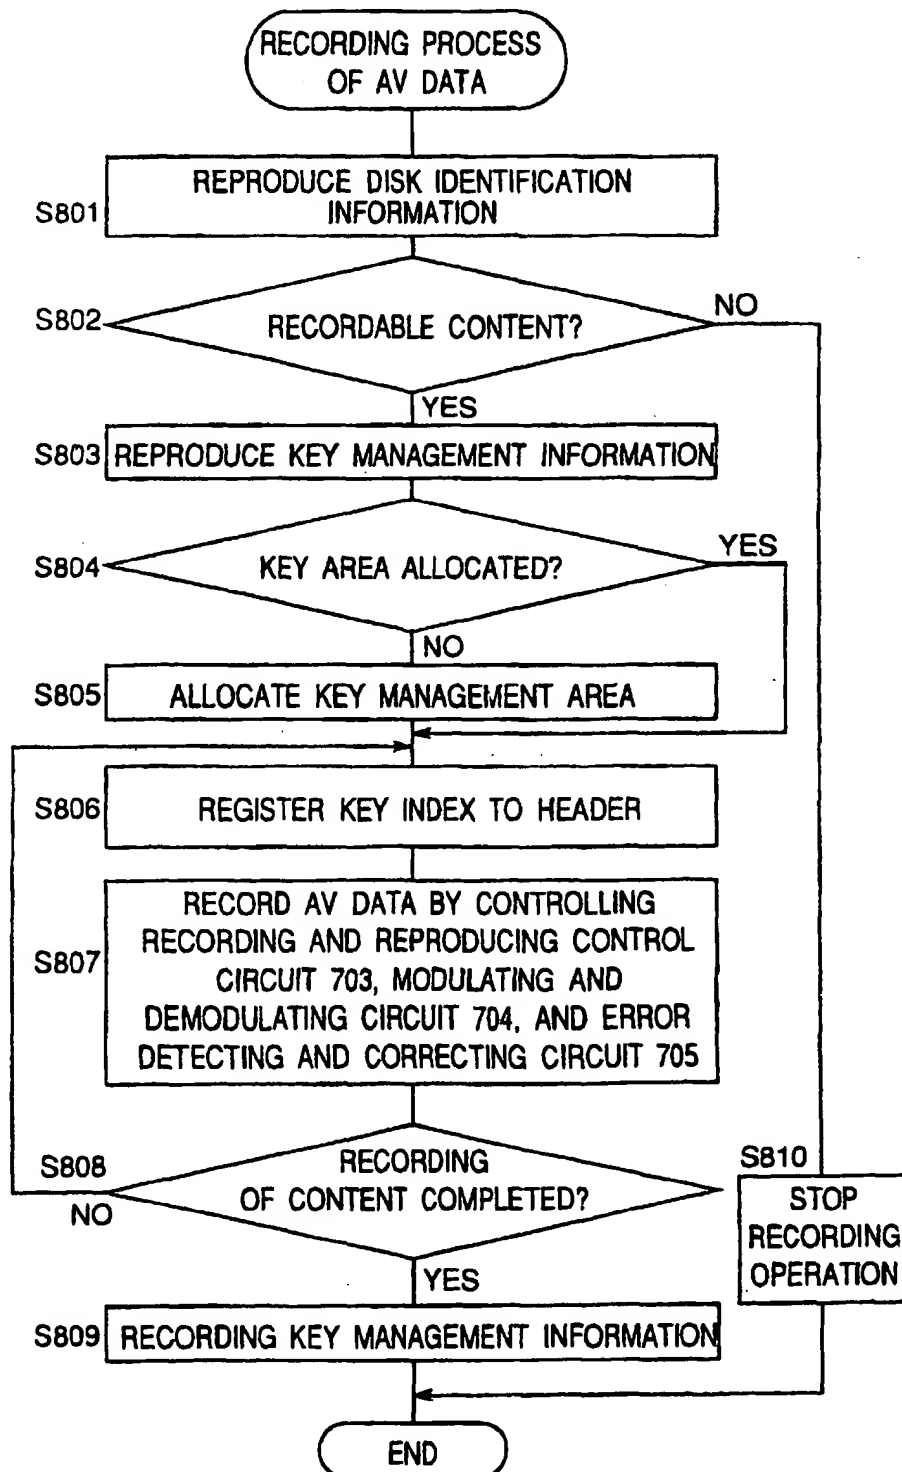 RECORDING PROCESS
OF AV DATA
REPRODUCE DISK IDENTIFICATION
INFORMATION
S801
S802
RECORDABLE CONTENT?
NO
YES
S803
REPRODUCE KEY MANAGEMENT INFORMATION
S804
KEY AREA ALLOCATED?
YES
NO
S805
ALLOCATE KEY MANAGEMENT AREA
S806
REGISTER KEY INDEX TO HEADER
S807
RECORD AV DATA BY CONTROLLING
RECORDING AND REPRODUCING CONTROL
CIRCUIT 703, MODULATING AND
DEMODULATING CIRCUIT 704, AND ERROR
DETECTING AND CORRECTING CIRCUIT 705
S808
RECORDING
OF CONTENT COMPLETED?
NO
YES
S810
STOP
RECORDING
OPERATION
S809
RECORDING KEY MANAGEMENT INFORMATION
END